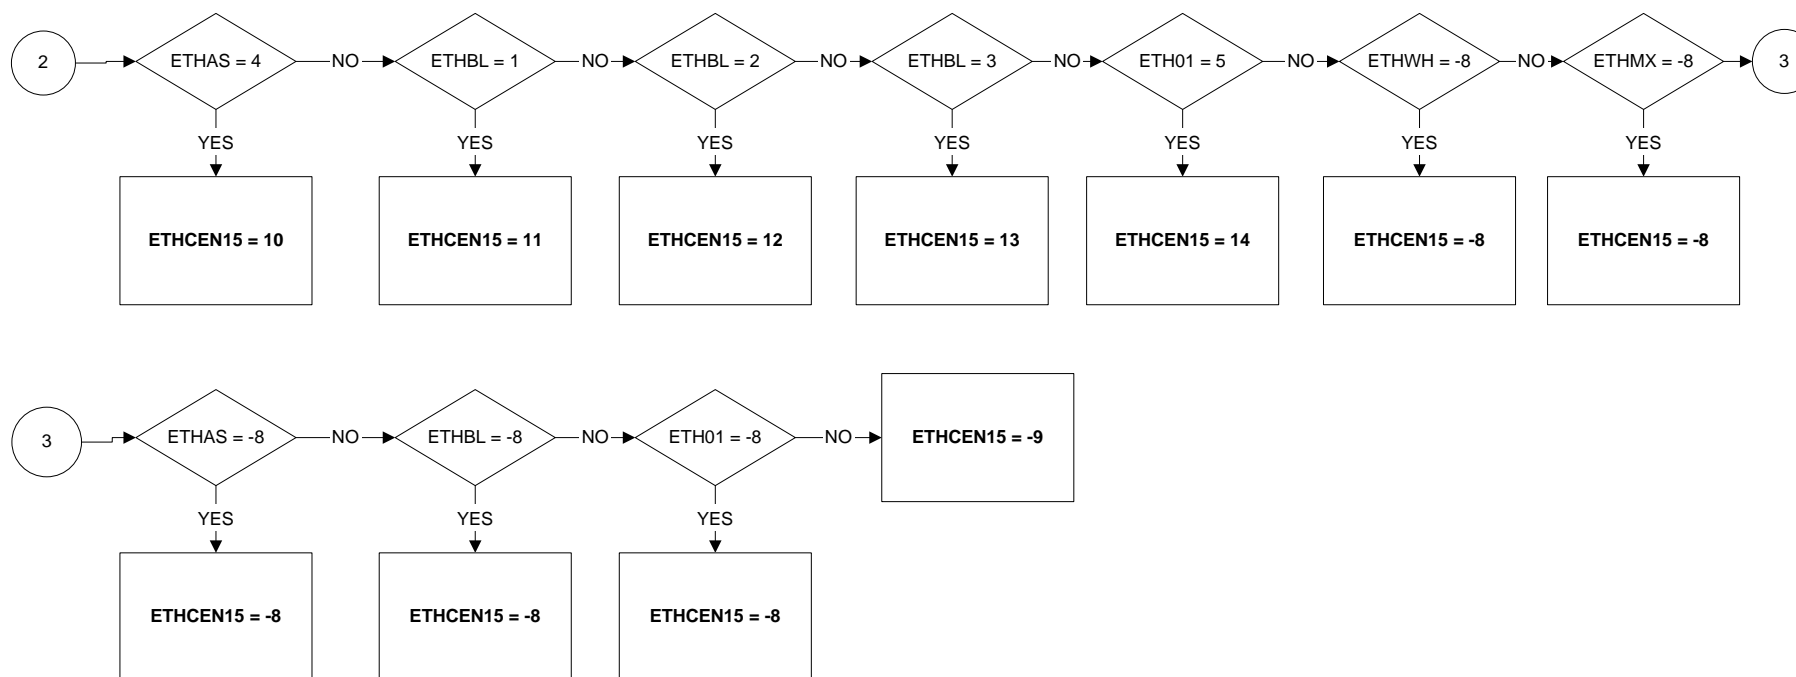 2 ETHAS = 4 NO ETHBL = 1 NO ETHBL = 2 NO ETHBL = 3 NO ETH01 = 5 NO ETHWH = -8 NO ETHMX = -8 3
YES YES YES YES YES YES YES
ETHCEN15 = 10 ETHCEN15 = 11 ETHCEN15 = 12 ETHCEN15 = 13 ETHCEN15 = 14 ETHCEN15 = -8 ETHCEN15 = -8
3 ETHAS = -8 NO ETHBL = -8 NO ETH01 = -8 NO ETHCEN15 = -9
YES YES YES
ETHCEN15 = -8 ETHCEN15 = -8 ETHCEN15 = -8